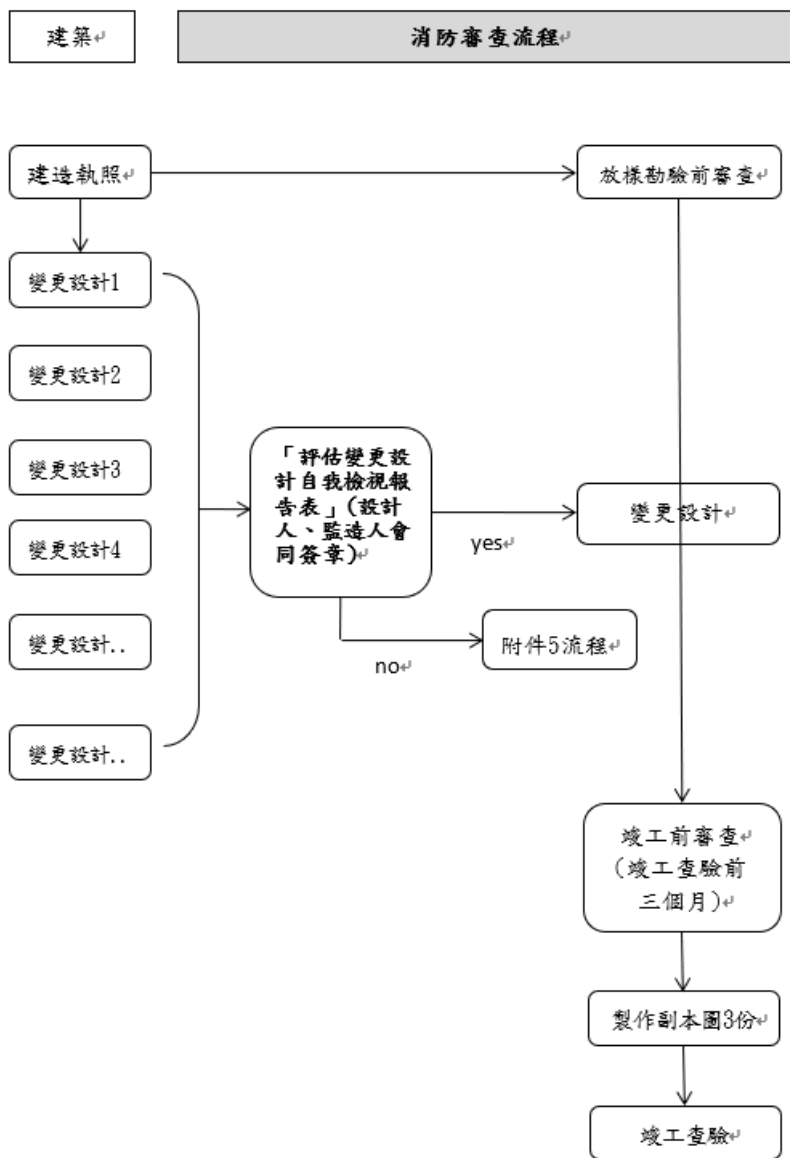 建築
消防審查流程
建造執照
放樣勘驗前審查
變更設計1
變更設計2
變更設計3
變更設計4
變更設計..
變更設計..
「評估變更設
計自我檢視報
告表」(設計
人、監造人會
同簽章)
yes
變更設計
no
附件5流程
竣工前審查
(竣工查驗前
三個月)
製作副本圖3份
竣工查驗